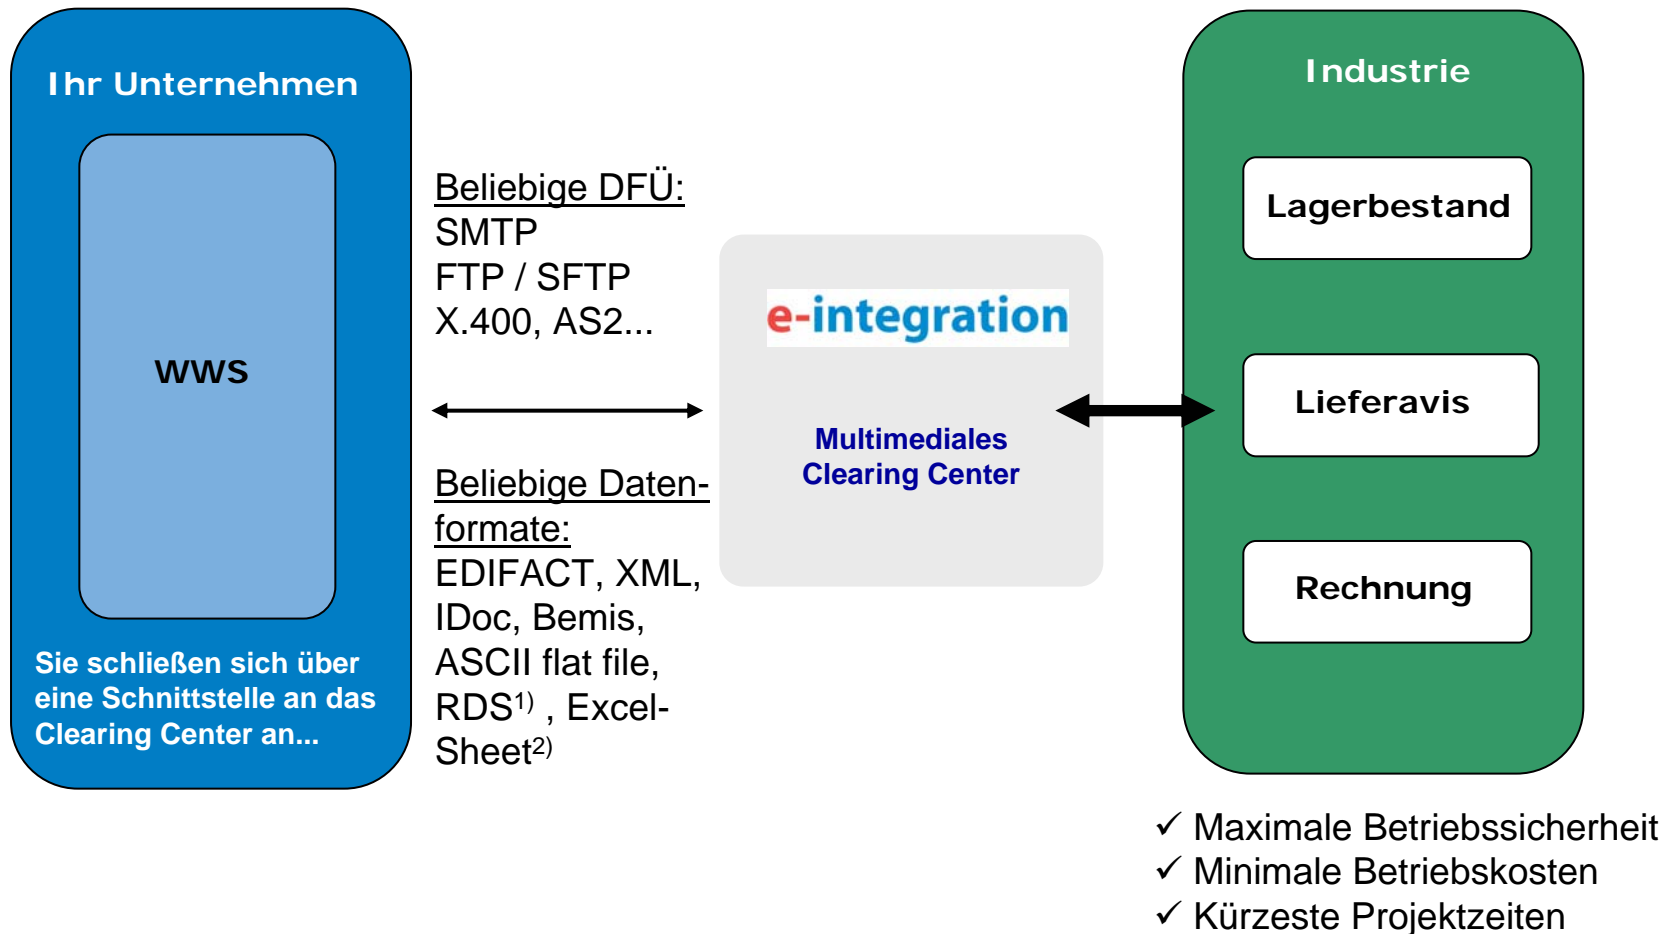 Ihr Unternehmen
WWS
Sie schließen sich über
eine Schnittstelle an das
Clearing Center an...
Beliebige DFÜ:
SMTP
FTP / SFTP
X.400, AS2...
Beliebige Daten-
formate:
EDIFACT, XML,
IDoc, Bemis,
ASCII flat file,
RDS1) , Excel-
Sheet2)
e-integration
Multimediales
Clearing Center
Industrie
Lagerbestand
Lieferavis
Rechnung
✓ Maximale Betriebssicherheit
✓ Minimale Betriebskosten
✓ Kürzeste Projektzeiten